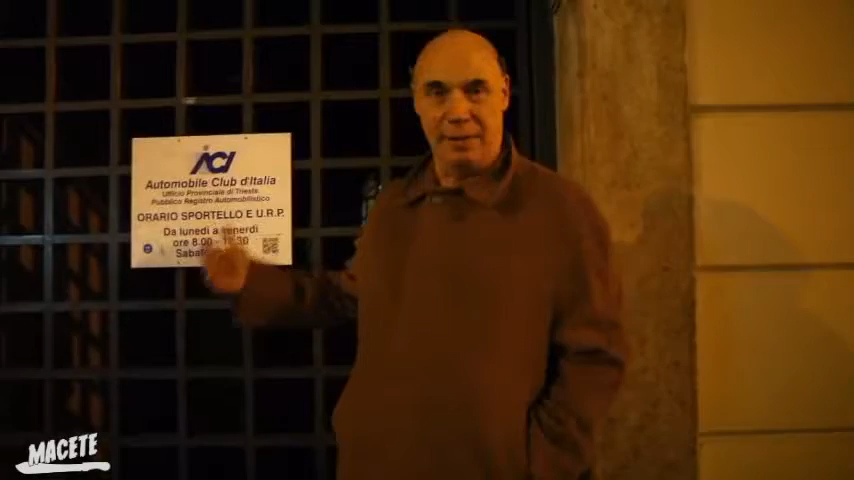 ACI
Automobile Club d'Italia
Ufficio Provinciale di Trieste
Pubblico Registro Automobilistico
ORARIO SPORTELLO E U.R.P.
Da lunedì a venerdì
ore 8.00
Sabato
MACETE